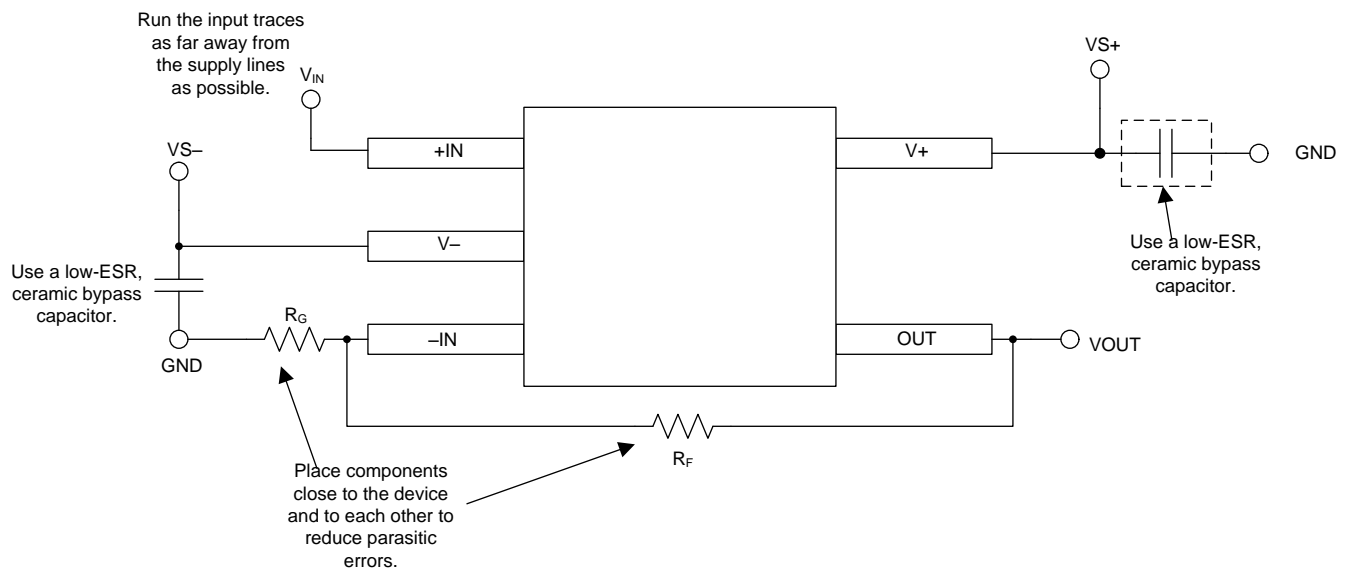 Run the input traces
as far away from
the supply lines
as possible.
VIN
VS+
VS–
+IN
V+
GND
V–
Use a low-ESR,
ceramic bypass
capacitor.
Use a low-ESR,
ceramic bypass
capacitor.
RG
–IN
OUT
VOUT
GND
RF
Place components
close to the device
and to each other to
reduce parasitic
errors.